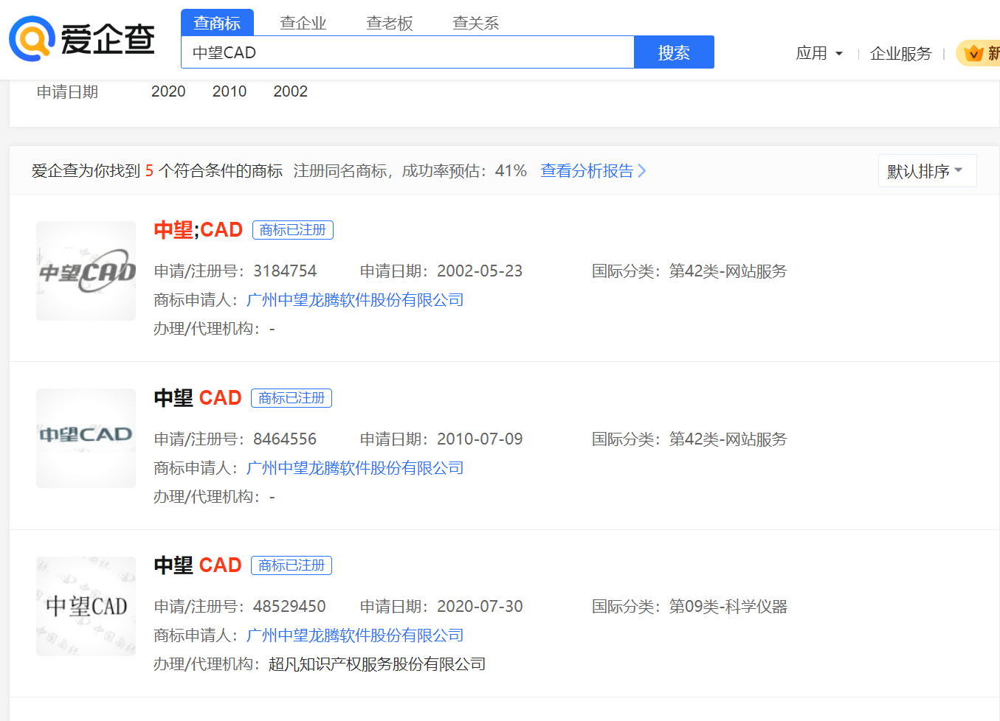 爱企查
查商标 查企业 查老板 查关系
中望CAD 搜索
应用 企业服务
申请日期 2020 2010 2002
爱企查为你找到 5 个符合条件的商标 注册同名商标，成功率预估：41% 查看分析报告
默认排序
中望CAD
中望;CAD 商标已注册
申请/注册号：3184754 申请日期：2002-05-23 国际分类：第42类-网站服务
商标申请人：广州中望龙腾软件股份有限公司
办理/代理机构：-
中望CAD
中望 CAD 商标已注册
申请/注册号：8464556 申请日期：2010-07-09 国际分类：第42类-网站服务
商标申请人：广州中望龙腾软件股份有限公司
办理/代理机构：-
中望CAD
中望 CAD 商标已注册
申请/注册号：48529450 申请日期：2020-07-30 国际分类：第09类-科学仪器
商标申请人：广州中望龙腾软件股份有限公司
办理/代理机构：超凡知识产权服务股份有限公司